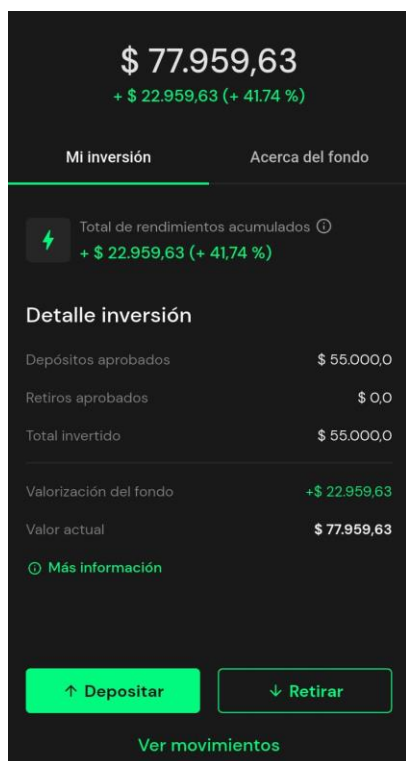 $ 77.959,63
+ $ 22.959,63 (+ 41.74 %)
Mi inversión Acerca del fondo
Total de rendimientos acumulados
+ $ 22.959,63 (+ 41,74 %)
Detalle inversión
Depósitos aprobados $ 55.000,0
Retiros aprobados $ 0,0
Total invertido $ 55.000,0
Valorización del fondo +$ 22.959,63
Valor actual $ 77.959,63
Más información
↑ Depositar ↓ Retirar
Ver movimientos